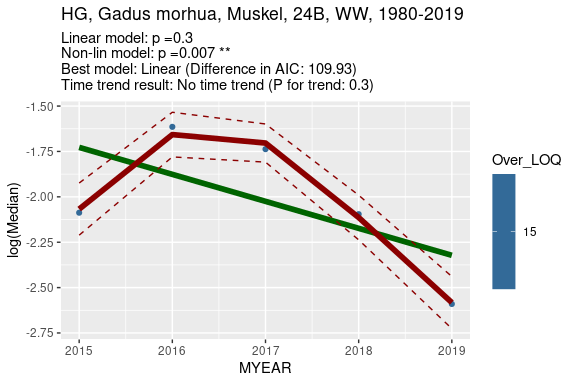 HG, Gadus morhua, Muskel, 24B, WW, 1980-2019
Linear model: p =0.3
Non-lin model: p =0.007 **
Best model: Linear (Difference in AIC: 109.93)
Time trend result: No time trend (P for trend: 0.3)
-1.50
-1.75
-2.00
-2.25
-2.50
-2.75
log(Median)
2015 2016 2017 2018 2019
MYEAR
Over_LOQ
15